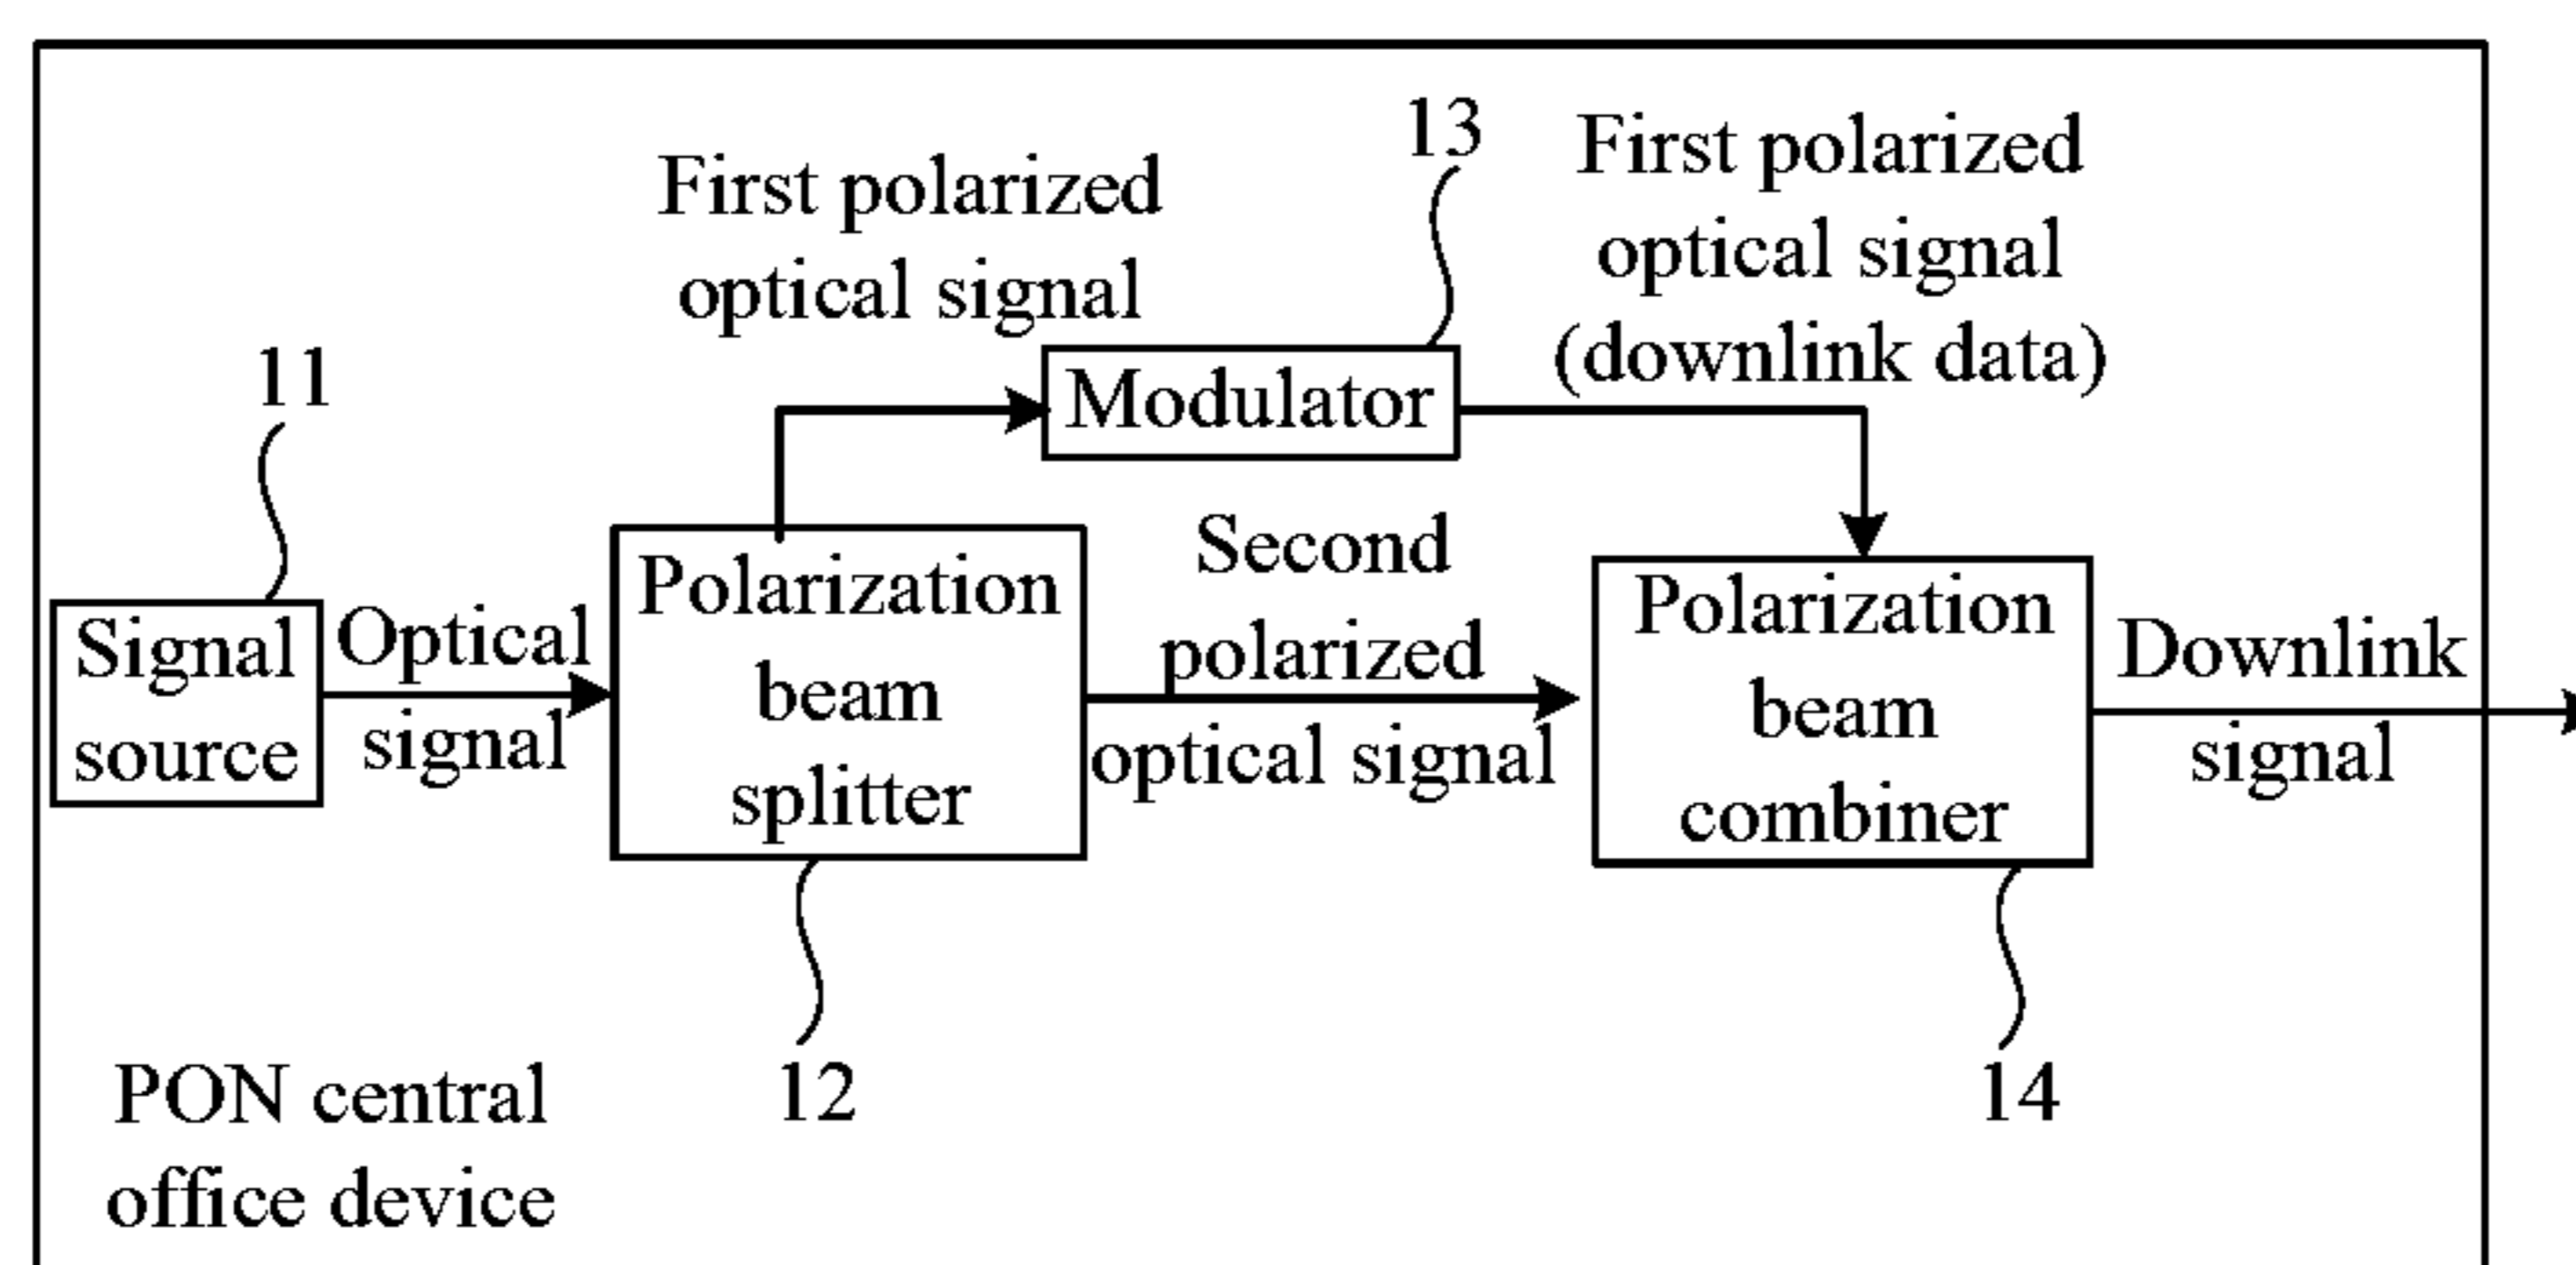 13
First polarized
optical signal
(downlink data)
First polarized
optical signal
11
Modulator
Signal
source
Optical
signal
Polarization
beam
splitter
Second
polarized
optical signal
Polarization
beam
combiner
Downlink
signal
12
14
PON central
office device